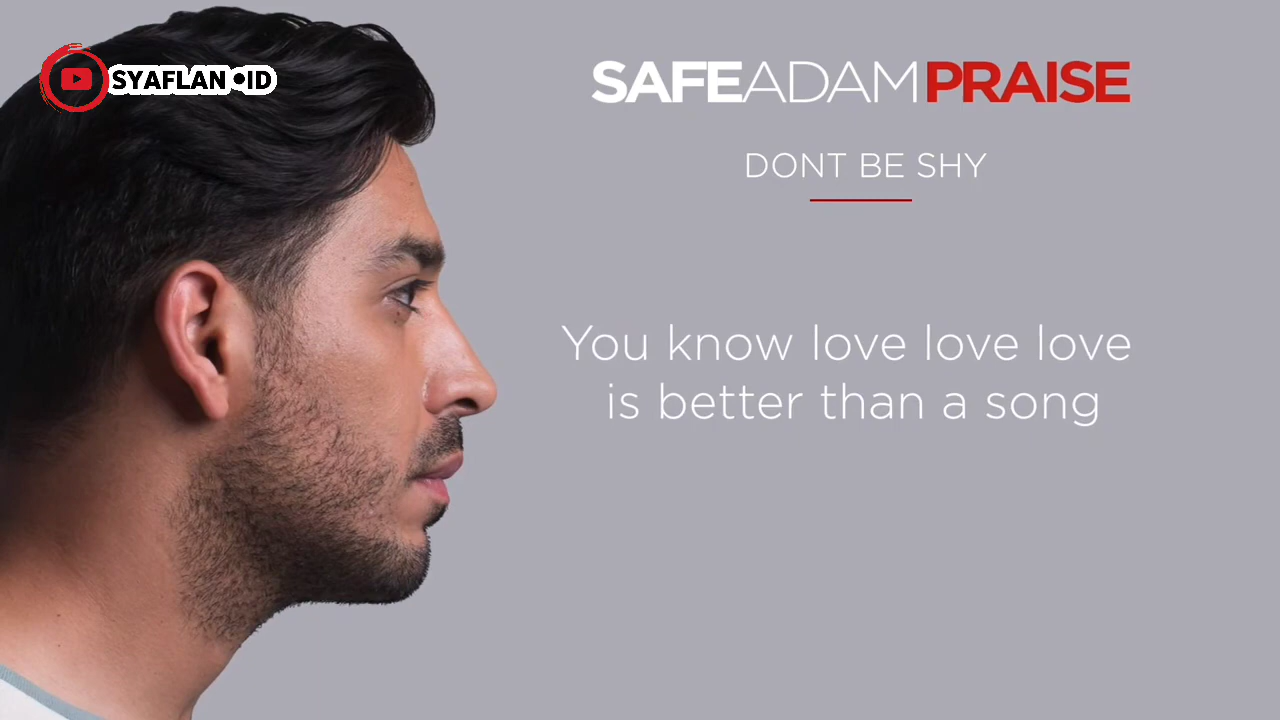 SYAFLAN ID
SAFEADAMPRAISE
DONT BE SHY
You know love love love
is better than a song